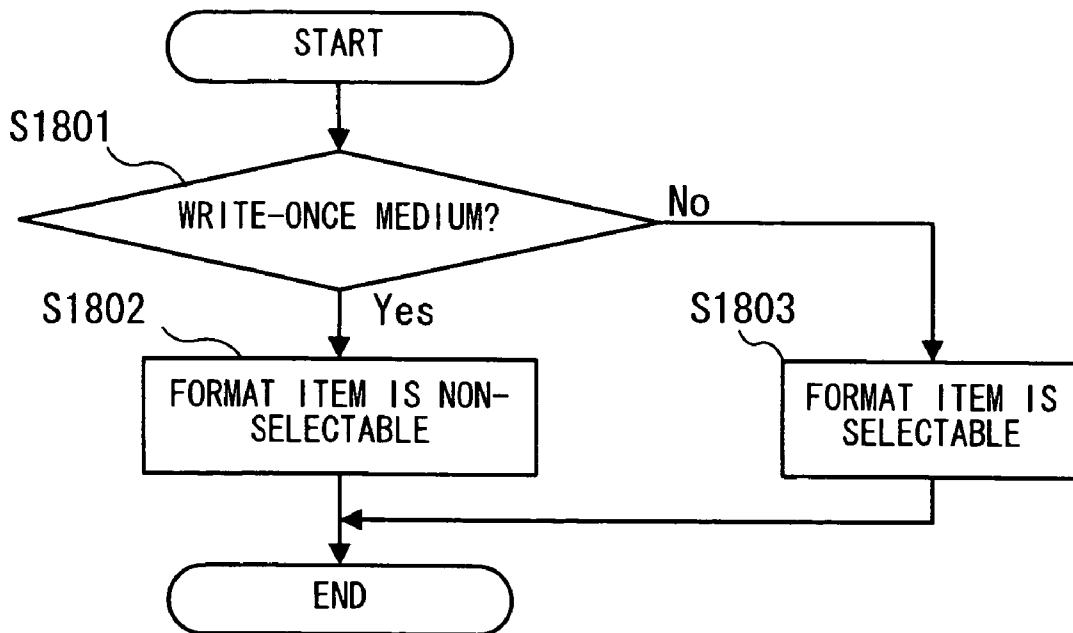 START
S1801
WRITE-ONCE MEDIUM?
No
Yes
S1802
FORMAT ITEM IS NON-
SELECTABLE
S1803
FORMAT ITEM IS
SELECTABLE
END